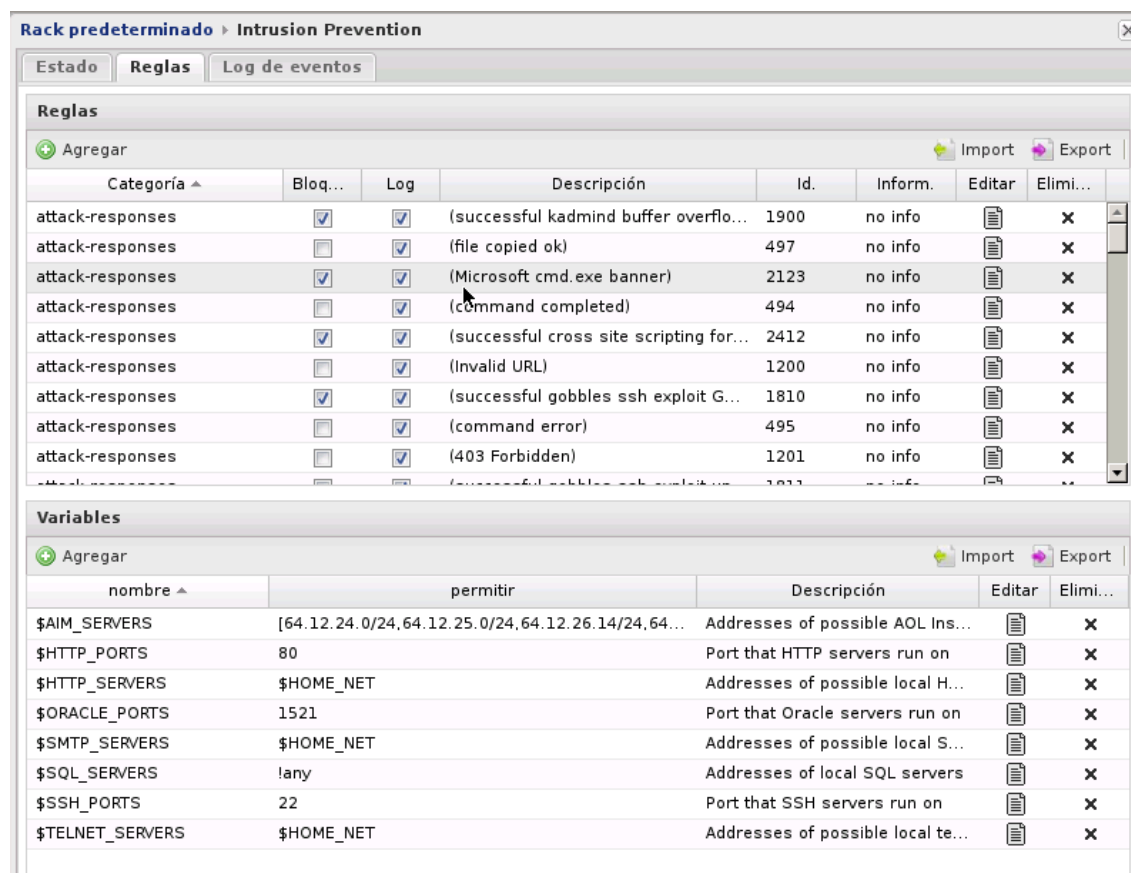 Rack predeterminado Intrusion Prevention
Estado Reglas Log de eventos
Reglas
Agregar Import Export
Categoría Bloq... Log Descripción Id. Inform. Editar Elimi...
attack-responses (successful kadmind buffer overflo... 1900 no info
attack-responses (file copied ok) 497 no info
attack-responses (Microsoft cmd.exe banner) 2123 no info
attack-responses (command completed) 494 no info
attack-responses (successful cross site scripting for... 2412 no info
attack-responses (Invalid URL) 1200 no info
attack-responses (successful gobbles ssh exploit G... 1810 no info
attack-responses (command error) 495 no info
attack-responses (403 Forbidden) 1201 no info
Variables
Agregar Import Export
nombre permitir Descripción Editar Elimi...
$AIM_SERVERS [64.12.24.0/24,64.12.25.0/24,64.12.26.14/24,64... Addresses of possible AOL Ins...
$HTTP_PORTS 80 Port that HTTP servers run on
$HTTP_SERVERS $HOME_NET Addresses of possible local H...
$ORACLE_PORTS 1521 Port that Oracle servers run on
$SMTP_SERVERS $HOME_NET Addresses of possible local S...
$SQL_SERVERS !any Addresses of local SQL servers
$SSH_PORTS 22 Port that SSH servers run on
$TELNET_SERVERS $HOME_NET Addresses of possible local te...